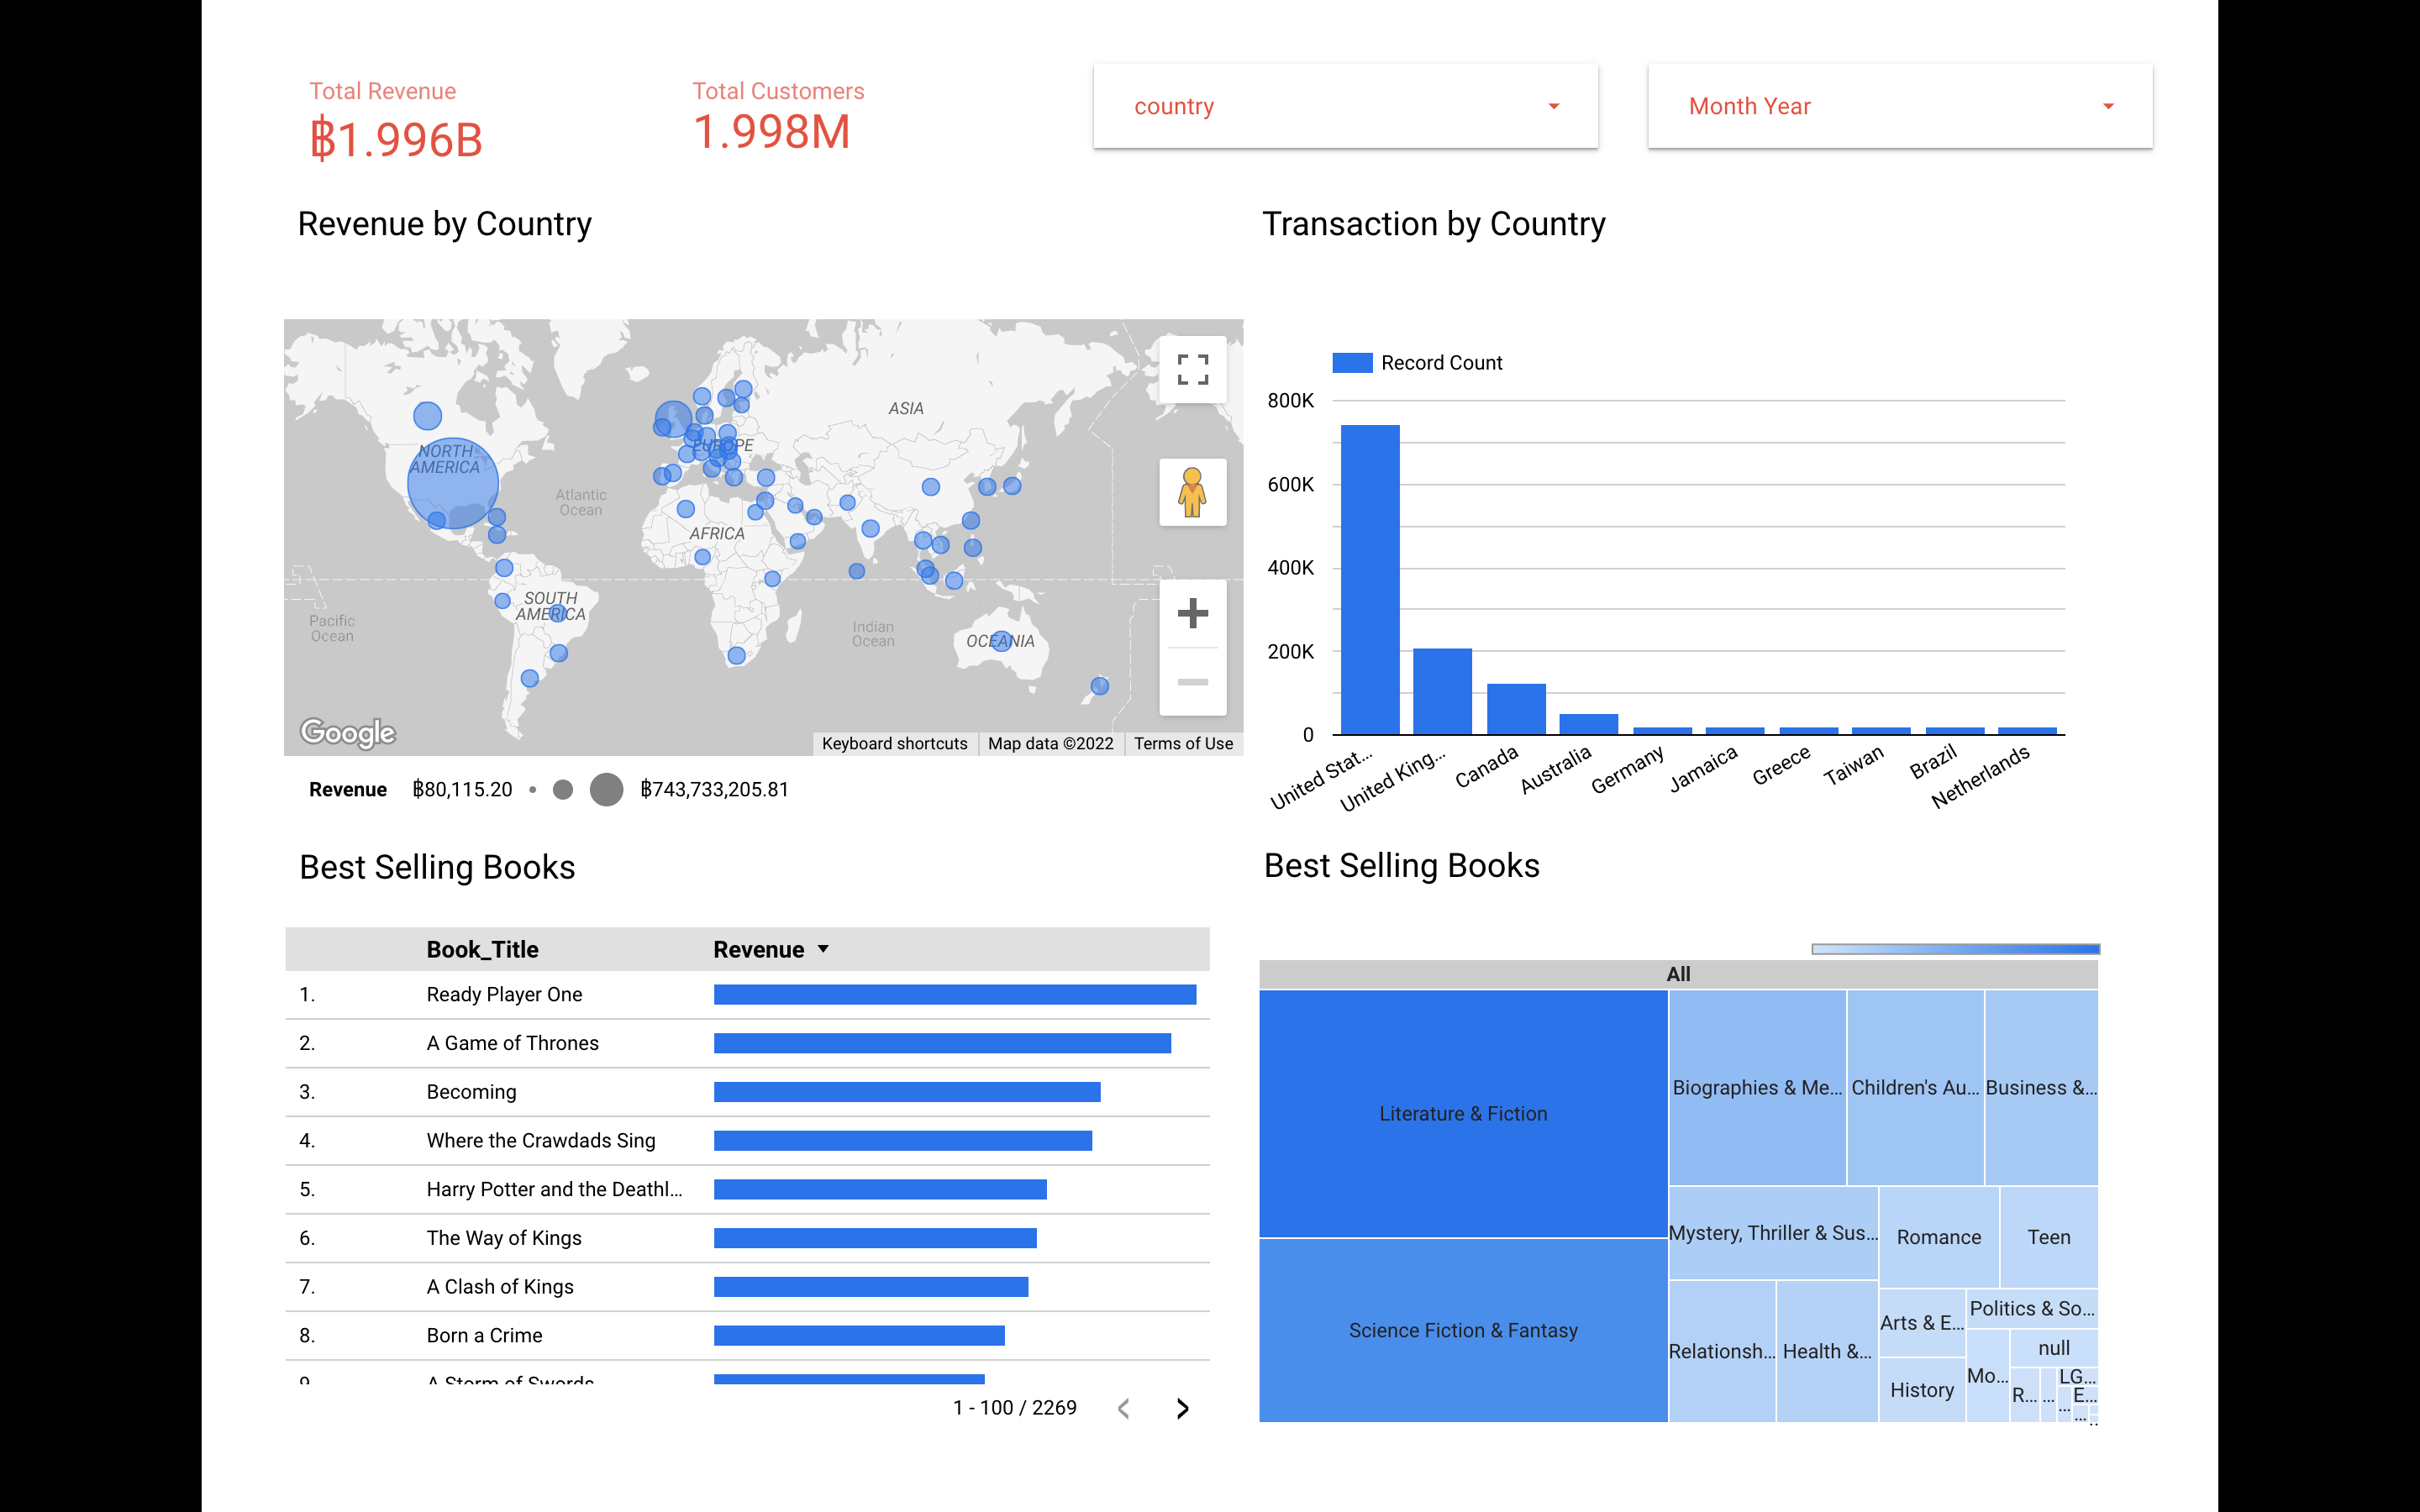 Total Revenue
฿1.996B
Total Customers
1.998M
country
Month Year
Revenue by Country
NORTH
AMERICA
Atlantic
Ocean
EUROPE
ASIA
AFRICA
SOUTH
AMERICA
Pacific
Ocean
Indian
Ocean
OCEANIA
Google
Keyboard shortcuts
Map data ©2022
Terms of Use
Revenue ฿80,115.20 ฿743,733,205.81
Transaction by Country
Record Count
800K
600K
400K
200K
0
United Stat...
United King...
Canada
Australia
Germany
Jamaica
Greece
Taiwan
Brazil
Netherlands
Best Selling Books
Book_Title Revenue
1. Ready Player One
2. A Game of Thrones
3. Becoming
4. Where the Crawdads Sing
5. Harry Potter and the Deathl...
6. The Way of Kings
7. A Clash of Kings
8. Born a Crime
9. A Storm of Swords
1 - 100 / 2269
Best Selling Books
All
Literature & Fiction
Science Fiction & Fantasy
Biographies & Me...
Children's Au...
Business &...
Mystery, Thriller & Sus...
Romance
Teen
Relationsh...
Health &...
Arts & E...
History
Politics & So...
Mo...
null
R...
...
LG...
E...
...
...
..